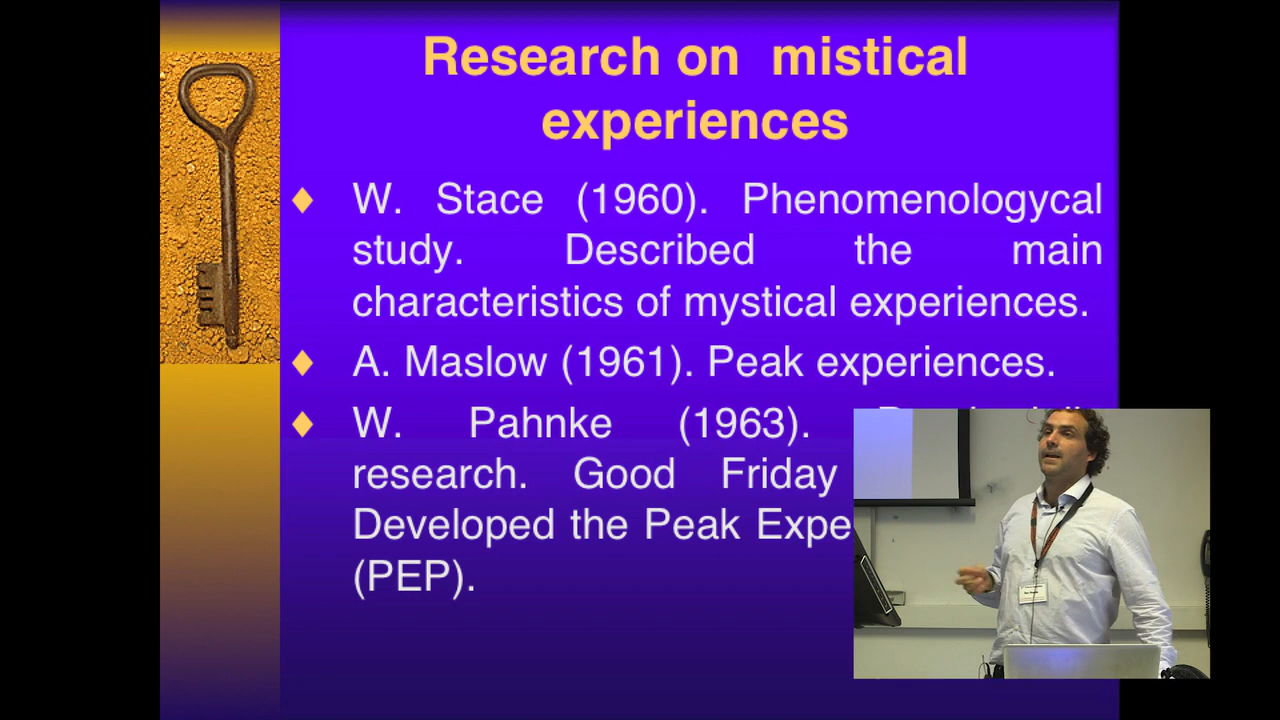 Research on mistical
experiences
W. Stace (1960). Phenomenologycal
study. Described the main
characteristics of mystical experiences.
A. Maslow (1961). Peak experiences.
W. Pahnke (1963).
research. Good Friday
Developed the Peak Expe
(PEP).